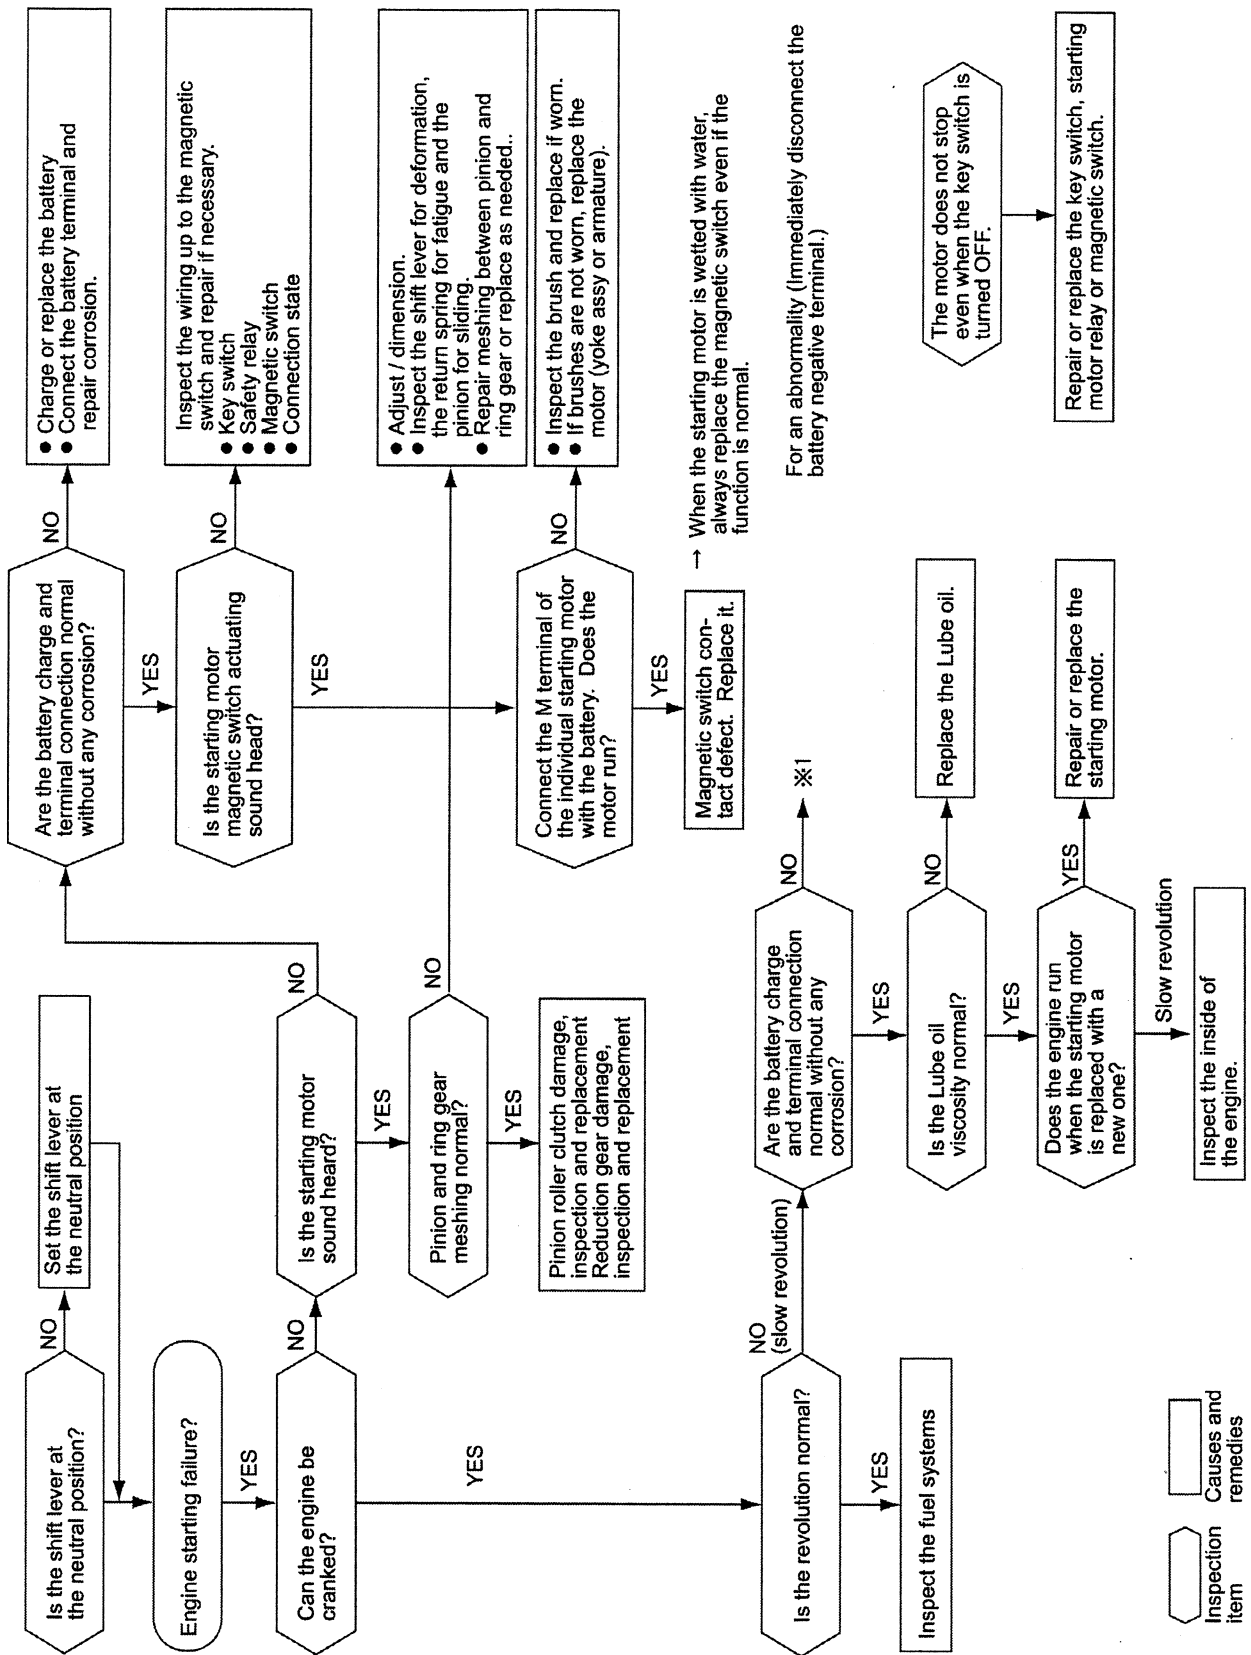 Is the shift lever at
the neutral position?
NO
Set the shift lever at
the neutral position
Engine starting failure?
YES
Can the engine be
cranked?
NO
Is the starting motor
sound heard?
NO
Are the battery charge and
terminal connection normal
without any corrosion?
NO
● Charge or replace the battery
● Connect the battery terminal and
repair corrosion.
YES
Is the starting motor
magnetic switch actuating
sound head?
NO
Inspect the wiring up to the magnetic
switch and repair if necessary.
● Key switch
● Safety relay
● Magnetic switch
● Connection state
YES
YES
Pinion and ring gear
meshing normal?
NO
● Adjust / dimension.
● Inspect the shift lever for deformation,
the return spring for fatigue and the
pinion for sliding.
● Repair meshing between pinion and
ring gear or replace as needed..
YES
Pinion roller clutch damage,
inspection and replacement
Reduction gear damage,
inspection and replacement
Connect the M terminal of
the individual starting motor
with the battery. Does the
motor run?
NO
● Inspect the brush and replace if worn.
● If brushes are not worn, replace the
motor (yoke assy or armature).
YES
Magnetic switch con-
tact defect. Replace it.
→ When the starting motor is wetted with water,
always replace the magnetic switch even if the
function is normal.
YES
Is the revolution normal?
NO
(slow revolution)
Are the battery charge
and terminal connection
normal without any
corrosion?
NO
※1
YES
Inspect the fuel systems
YES
Is the Lube oil
viscosity normal?
NO
Replace the Lube oil.
YES
Does the engine run
when the starting motor
is replaced with a
new one?
YES
Repair or replace the
starting motor.
Slow revolution
Inspect the inside of
the engine.
For an abnormality (Immediately disconnect the
battery negative terminal.)
The motor does not stop
even when the key switch is
turned OFF.
Repair or replace the key switch, starting
motor relay or magnetic switch.
Inspection
item
Causes and
remedies